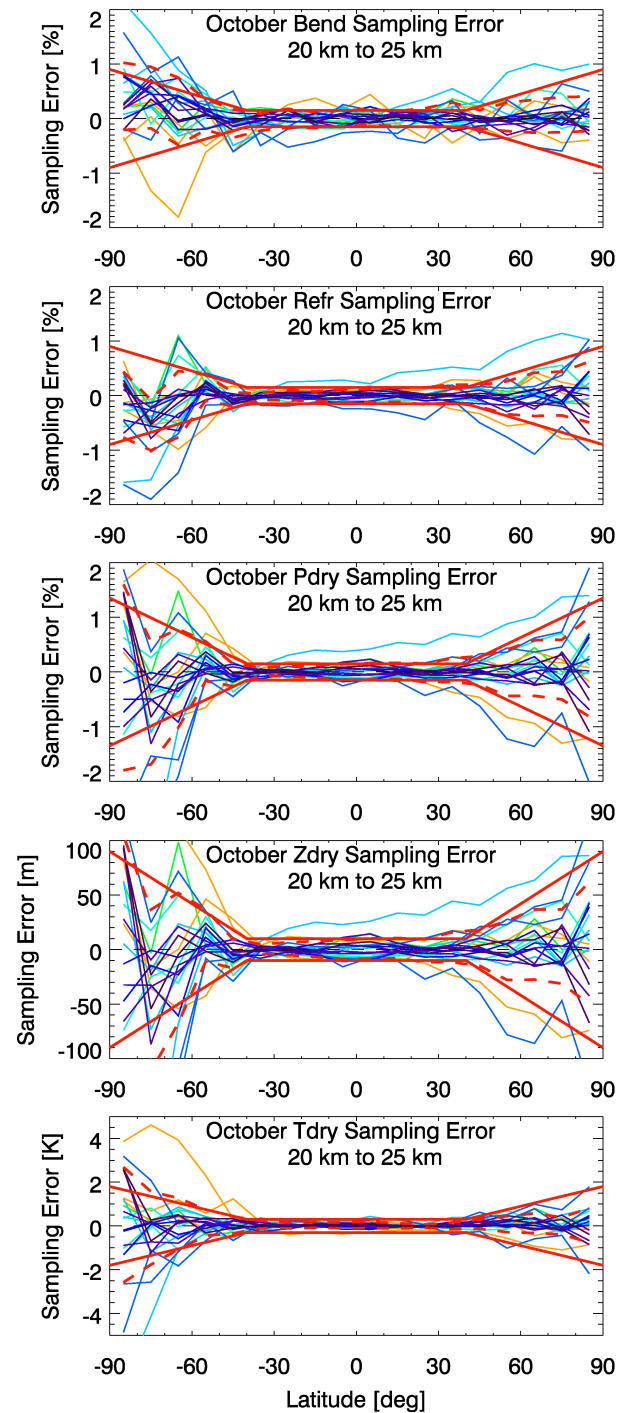 October Bend Sampling Error
20 km to 25 km
Sampling Error [%]
2
1
0
-1
-2
-90 -60 -30 0 30 60 90
October Refr Sampling Error
20 km to 25 km
Sampling Error [%]
2
1
0
-1
-2
-90 -60 -30 0 30 60 90
October Pdry Sampling Error
20 km to 25 km
Sampling Error [%]
2
1
0
-1
-2
-90 -60 -30 0 30 60 90
October Zdry Sampling Error
20 km to 25 km
Sampling Error [m]
100
50
0
-50
-100
-90 -60 -30 0 30 60 90
October Tdry Sampling Error
20 km to 25 km
Sampling Error [K]
4
2
0
-2
-4
-90 -60 -30 0 30 60 90
Latitude [deg]